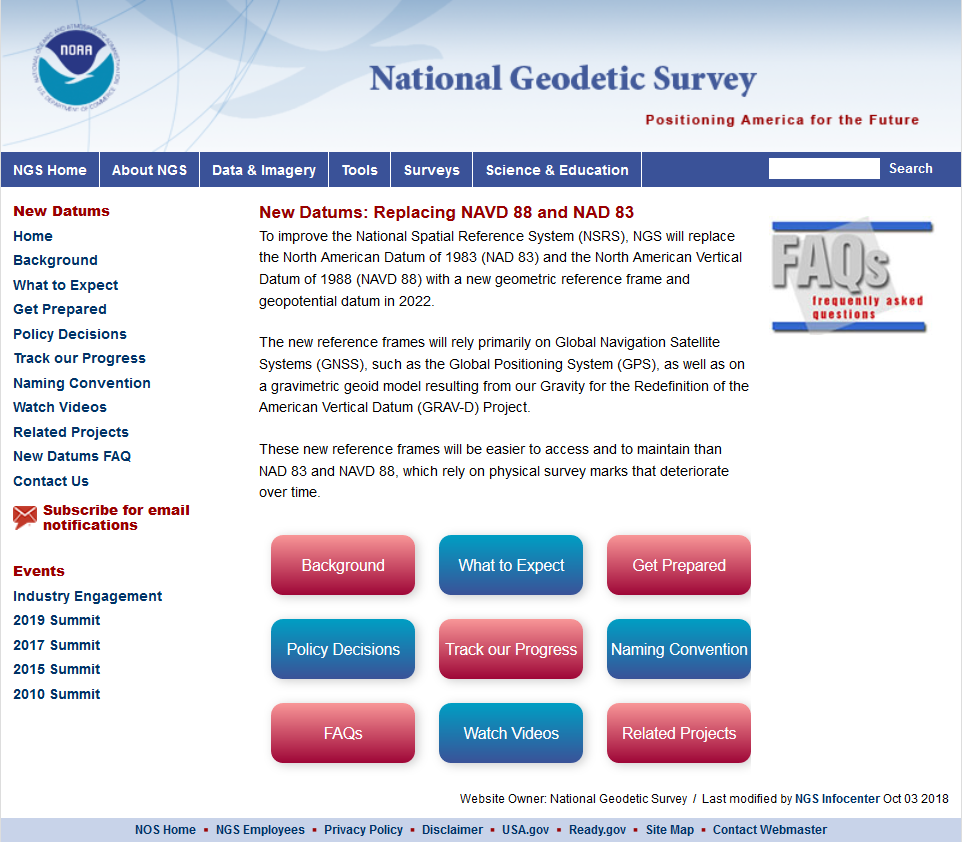 NATIONAL OCEANIC AND ATMOSPHERIC ADMINISTRATION
NOAA
U.S. DEPARTMENT OF COMMERCE
National Geodetic Survey
Positioning America for the Future
NGS Home About NGS Data & Imagery Tools Surveys Science & Education Search
New Datums
Home
Background
What to Expect
Get Prepared
Policy Decisions
Track our Progress
Naming Convention
Watch Videos
Related Projects
New Datums FAQ
Contact Us
Subscribe for email
notifications
Events
Industry Engagement
2019 Summit
2017 Summit
2015 Summit
2010 Summit
New Datums: Replacing NAVD 88 and NAD 83
To improve the National Spatial Reference System (NSRS), NGS will replace
the North American Datum of 1983 (NAD 83) and the North American Vertical
Datum of 1988 (NAVD 88) with a new geometric reference frame and
geopotential datum in 2022.
The new reference frames will rely primarily on Global Navigation Satellite
Systems (GNSS), such as the Global Positioning System (GPS), as well as on
a gravimetric geoid model resulting from our Gravity for the Redefinition of the
American Vertical Datum (GRAV-D) Project.
These new reference frames will be easier to access and to maintain than
NAD 83 and NAVD 88, which rely on physical survey marks that deteriorate
over time.
Background What to Expect Get Prepared
Policy Decisions Track our Progress Naming Convention
FAQs Watch Videos Related Projects
FAQs
frequently asked
questions
Website Owner: National Geodetic Survey / Last modified by NGS Infocenter Oct 03 2018
NOS Home ▪ NGS Employees ▪ Privacy Policy ▪ Disclaimer ▪ USA.gov ▪ Ready.gov ▪ Site Map ▪ Contact Webmaster